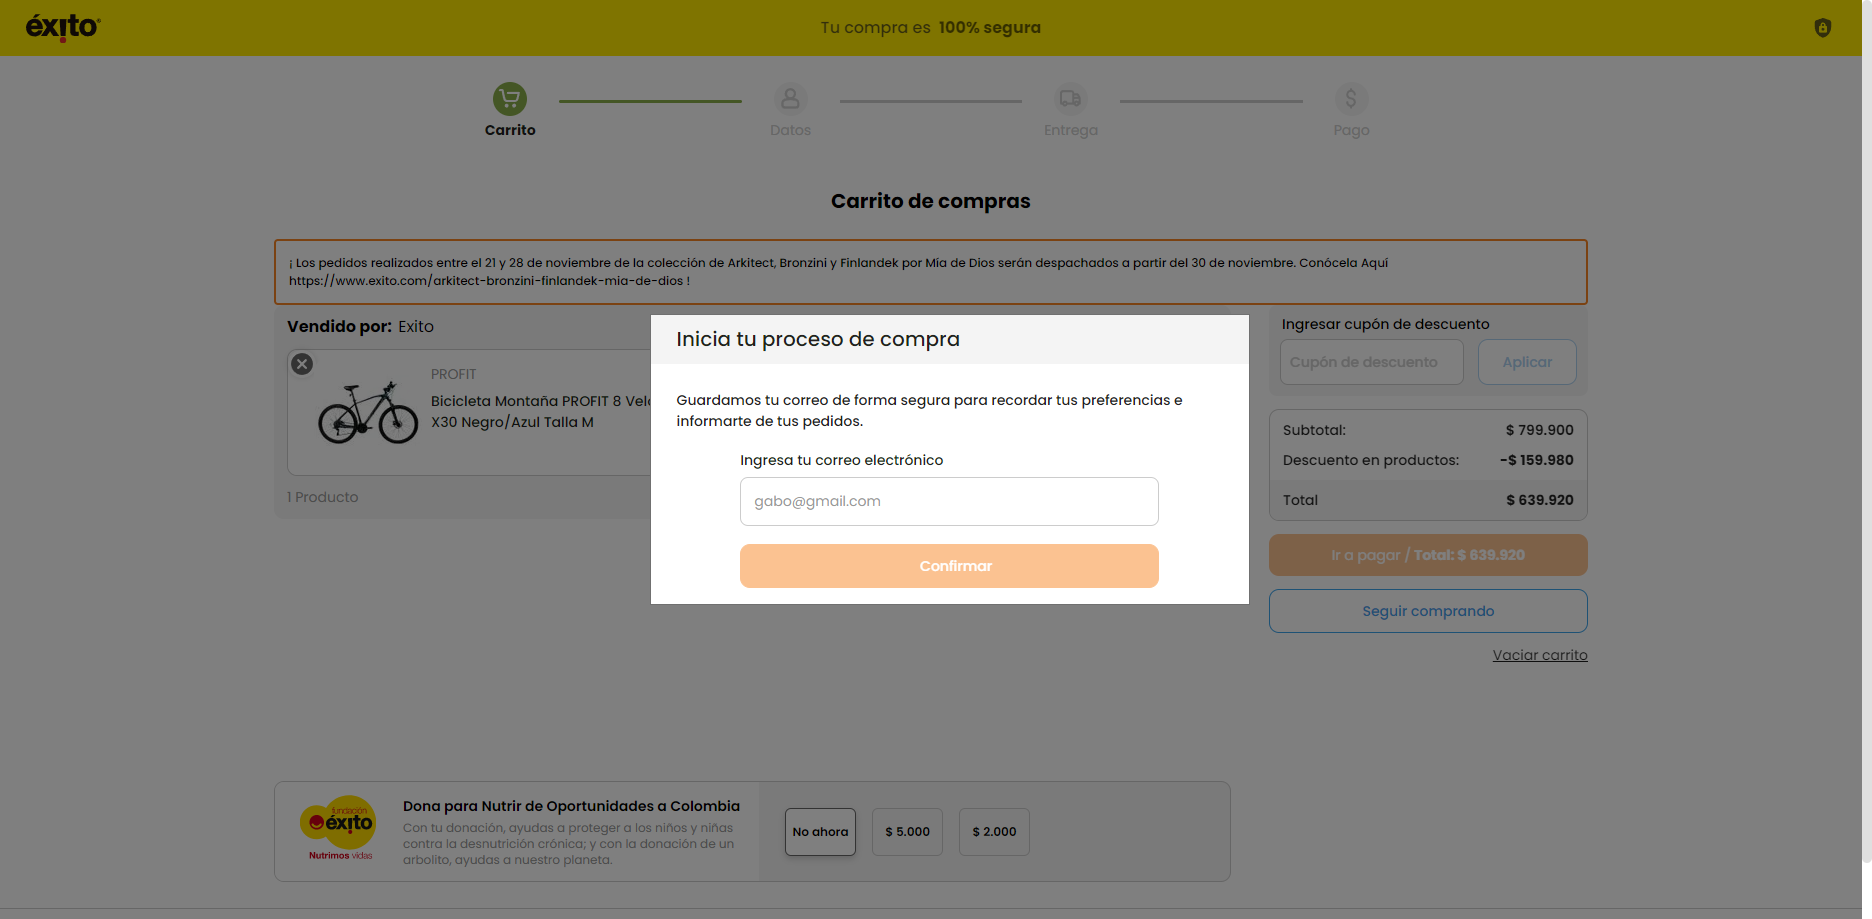 éxito
Tu compra es 100% segura
Carrito
Datos
Entrega
Pago
Carrito de compras
¡ Los pedidos realizados entre el 21 y 28 de noviembre de la colección de Arkitect, Bronzini y Finlandek por Mia de Dios serán despachados a partir del 30 de noviembre. Conócela Aquí
https://www.exito.com/arkitect-bronzini-finlandek-mia-de-dios !
Vendido por: Exito
PROFIT
Bicicleta Montaña PROFIT 8 Velo
X30 Negro/Azul Talla M
1 Producto
Inicia tu proceso de compra
Guardamos tu correo de forma segura para recordar tus preferencias e
informarte de tus pedidos.
Ingresa tu correo electrónico
gabo@gmail.com
Confirmar
Ingresar cupón de descuento
Cupón de descuento
Aplicar
Subtotal: $ 799.900
Descuento en productos: -$ 159.980
Total $ 639.920
Ir a pagar / Total: $ 639.920
Seguir comprando
Vaciar carrito
fundación
éxito
Nutrimos vidas
Dona para Nutrir de Oportunidades a Colombia
Con tu donación, ayudas a proteger a los niños y niñas
contra la desnutrición crónica; y con la donación de un
arbolito, ayudas a nuestro planeta.
No ahora
$ 5.000
$ 2.000